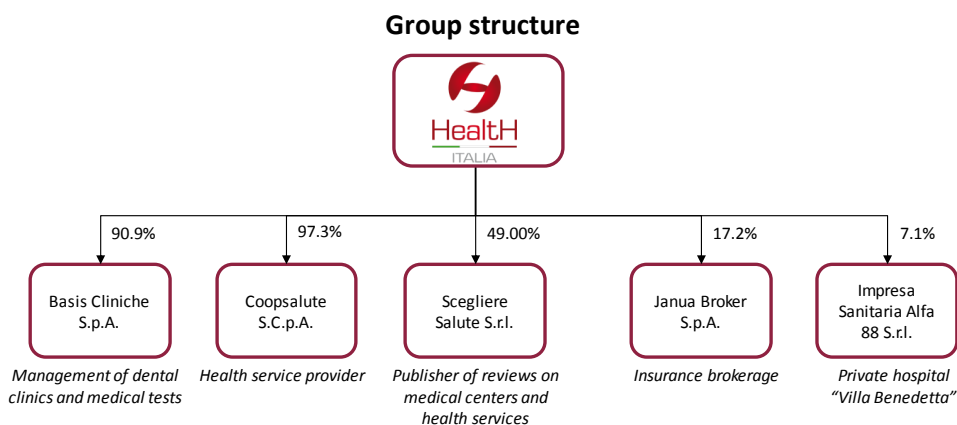 Group structure
HealtH
ITALIA
90.9%
97.3%
49.00%
17.2%
7.1%
Basis Cliniche
S.p.A.
Coopsalute
S.C.p.A.
Scegliere
Salute S.r.l.
Janua Broker
S.p.A.
Impresa
Sanitaria Alfa
88 S.r.l.
Management of dental
clinics and medical tests
Health service provider
Publisher of reviews on
medical centers and
health services
Insurance brokerage
Private hospital
“Villa Benedetta”